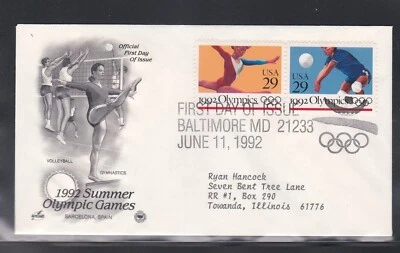 Official
First Day
Of Issue
VOLLEYBALL
GYMNASTICS
1992 Summer
Olympic Games
BARCELONA, SPAIN
USA
29
1992 Olympics
USA
29
1992 Olympics
FIRST DAY OF ISSUE
BALTIMORE MD 21233
JUNE 11, 1992
Ryan Hancock
Seven Bent Tree Lane
RR #1, Box 290
Towanda, Illinois 61776